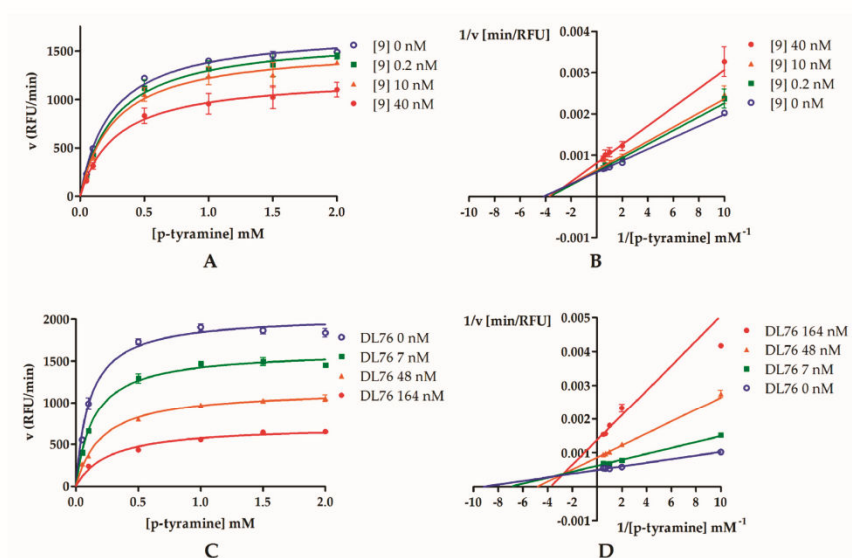 v (RFU/min)
1500
1000
500
0
0.0
0.5
1.0
1.5
2.0
[p-tyramine] mM
[9] 0 nM
[9] 0.2 nM
[9] 10 nM
[9] 40 nM
A
1/v [min/RFU]
0.004
0.003
0.002
0.001
-0.001
-10 -8 -6 -4 -2 2 4 6 8 10
1/[p-tyramine] mM⁻¹
[9] 40 nM
[9] 10 nM
[9] 0.2 nM
[9] 0 nM
B
v (RFU/min)
2000
1500
1000
500
0
0.0
0.5
1.0
1.5
2.0
[p-tyramine] mM
DL76 0 nM
DL76 7 nM
DL76 48 nM
DL76 164 nM
C
1/v [min/RFU]
0.005
0.004
0.003
0.002
0.001
-0.001
-10 -8 -6 -4 -2 2 4 6 8 10
1/[p-tyramine] mM⁻¹
DL76 164 nM
DL76 48 nM
DL76 7 nM
DL76 0 nM
D